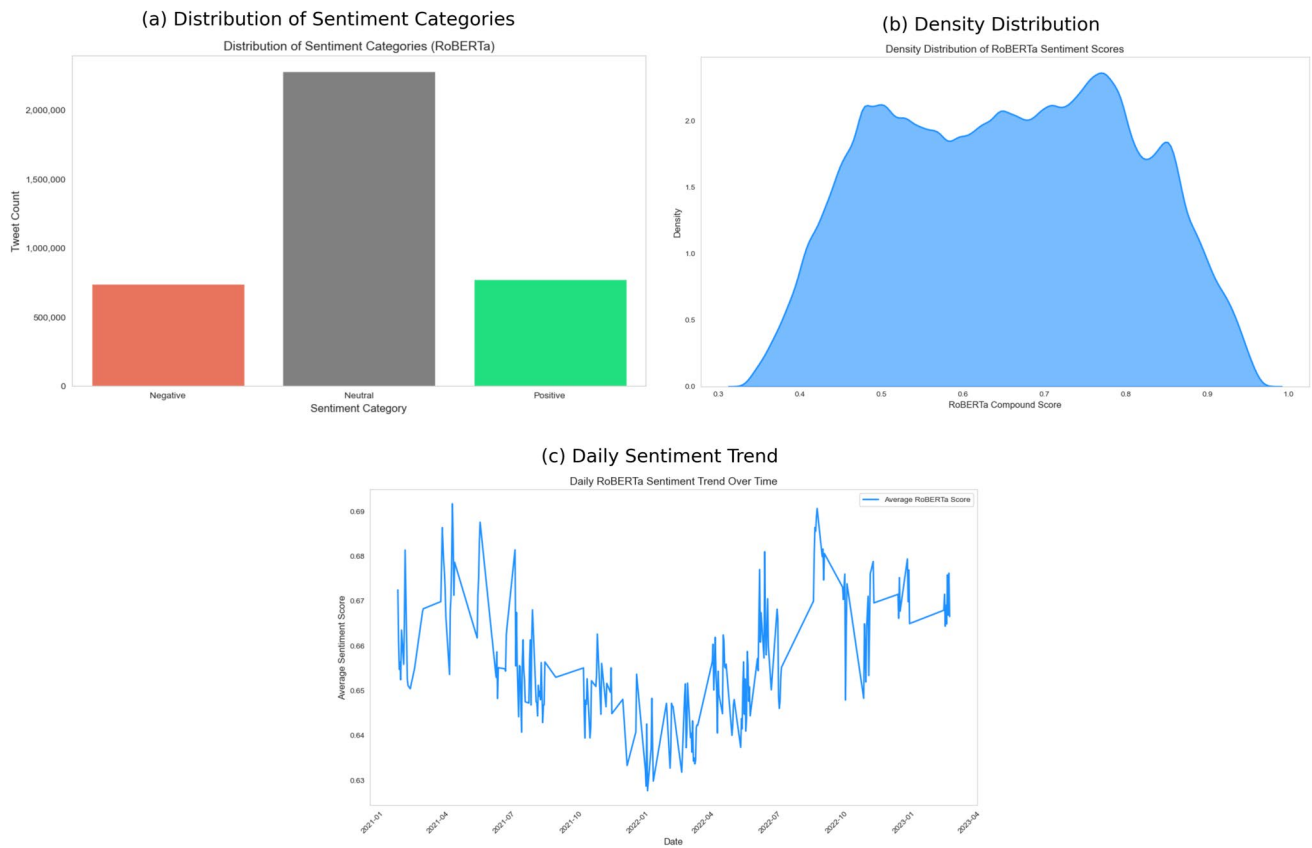 (a) Distribution of Sentiment Categories
Distribution of Sentiment Categories (RoBERTa)
Tweet Count
2,000,000
1,500,000
1,000,000
500,000
0
Negative
Neutral
Positive
Sentiment Category
(b) Density Distribution
Density Distribution of RoBERTa Sentiment Scores
Density
2.0
1.5
1.0
0.5
0.0
0.3
0.4
0.5
0.6
0.7
0.8
0.9
1.0
RoBERTa Compound Score
(c) Daily Sentiment Trend
Daily RoBERTa Sentiment Trend Over Time
Average RoBERTa Score
Average Sentiment Score
0.69
0.68
0.67
0.66
0.65
0.64
0.63
2021-01
2021-04
2021-07
2021-10
2022-01
2022-04
2022-07
2022-10
2023-01
2023-04
Date